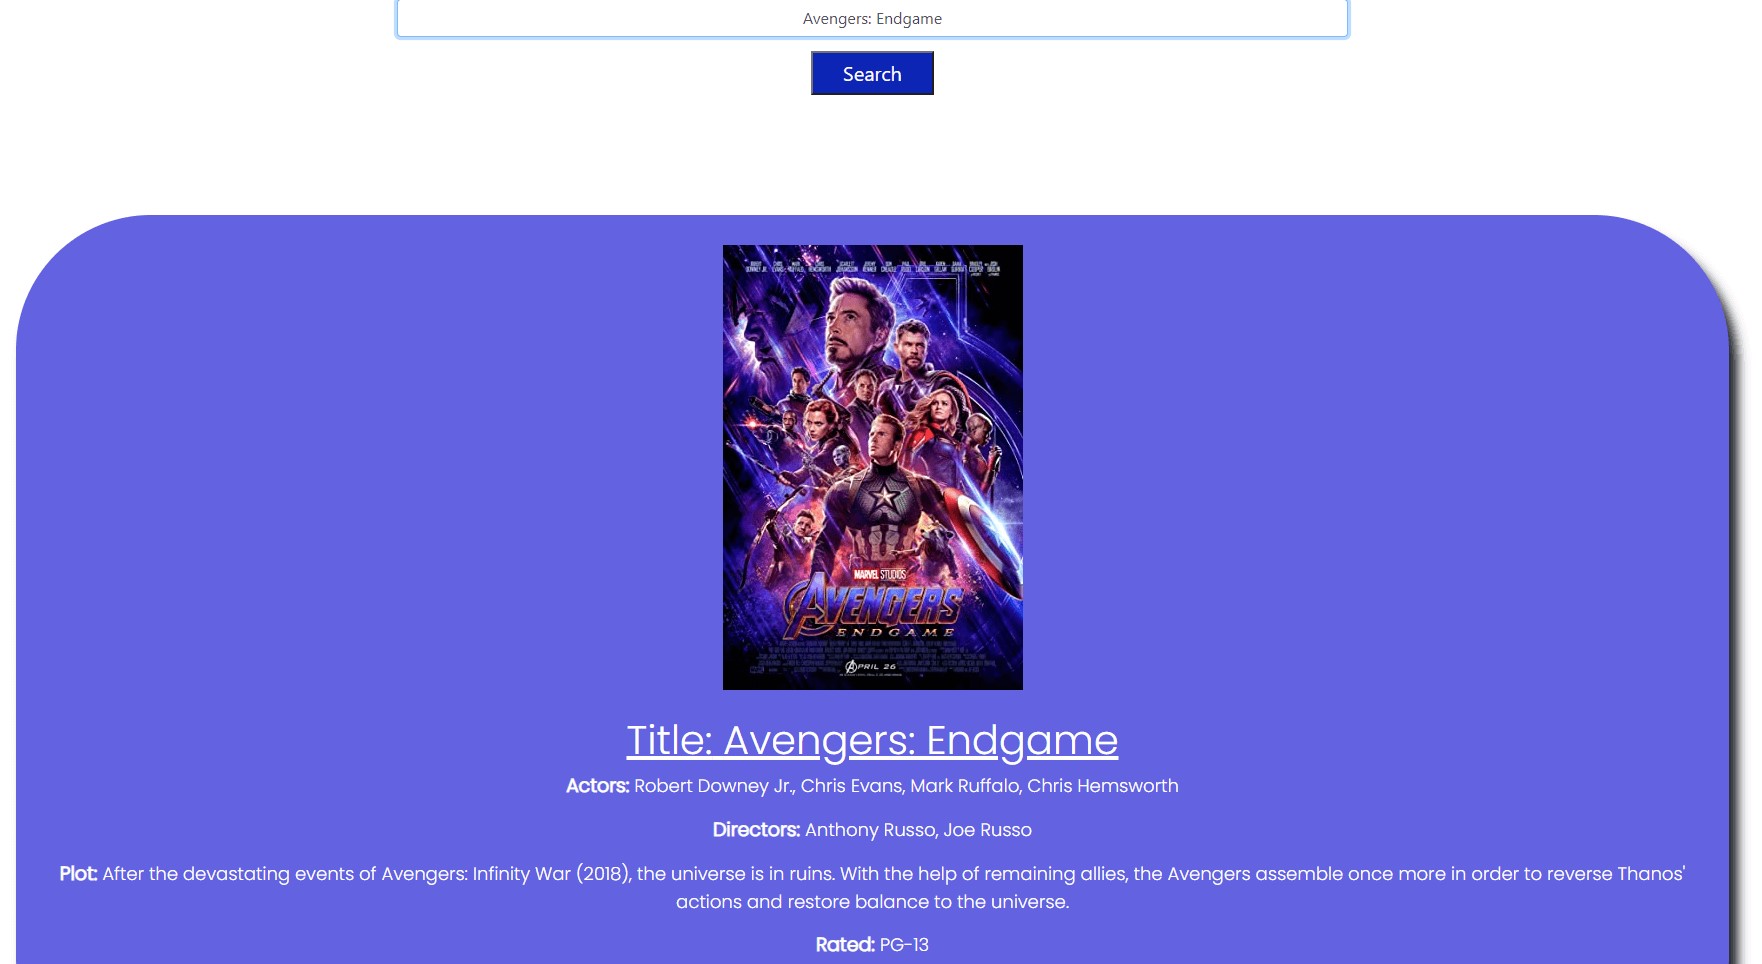 Avengers: Endgame
Search
MARVEL STUDIOS
AVENGERS
ENDGAME
APRIL 26
Title: Avengers: Endgame
Actors: Robert Downey Jr., Chris Evans, Mark Ruffalo, Chris Hemsworth
Directors: Anthony Russo, Joe Russo
Plot: After the devastating events of Avengers: Infinity War (2018), the universe is in ruins. With the help of remaining allies, the Avengers assemble once more in order to reverse Thanos'
actions and restore balance to the universe.
Rated: PG-13